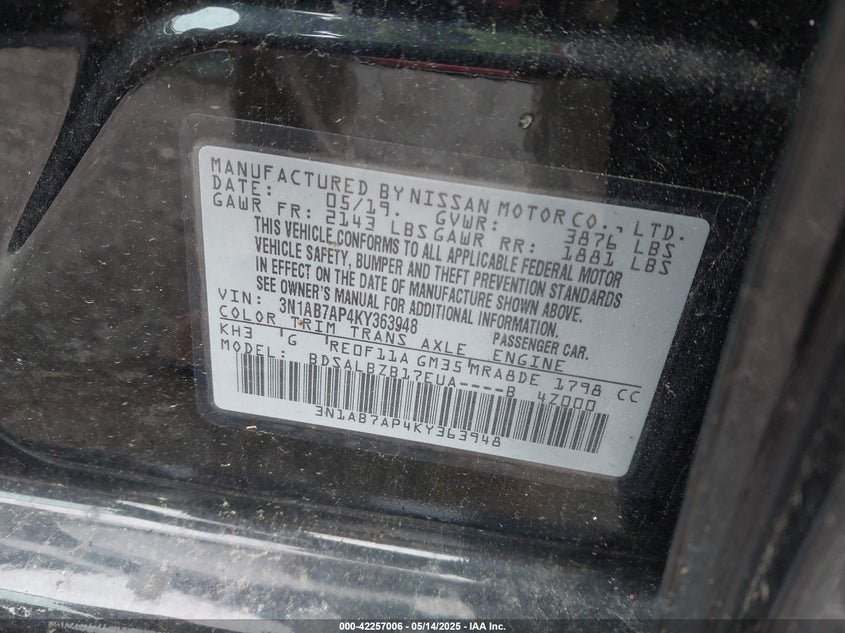 MANUFACTURED BY NISSAN MOTOR CO., LTD.
DATE: 05/19. GVWR: 3876 LBS
GAWR FR: 2143 LBS GAWR RR: 1881 LBS
THIS VEHICLE CONFORMS TO ALL APPLICABLE FEDERAL MOTOR
VEHICLE SAFETY, BUMPER AND THEFT PREVENTION STANDARDS
IN EFFECT ON THE DATE OF MANUFACTURE SHOWN ABOVE.
SEE OWNER'S MANUAL FOR ADDITIONAL INFORMATION.
VIN: 3N1AB7AP4KY363948 PASSENGER CAR.
COLOR TRIM TRANS AXLE ENGINE
KH3 G RE0F11A GM35 MRA8DE 1798 CC
MODEL: BDSALBZB17EUA----B 4Z000
3N1AB7AP4KY363948
000-42257006 — 05/14/2025 — IAA Inc.